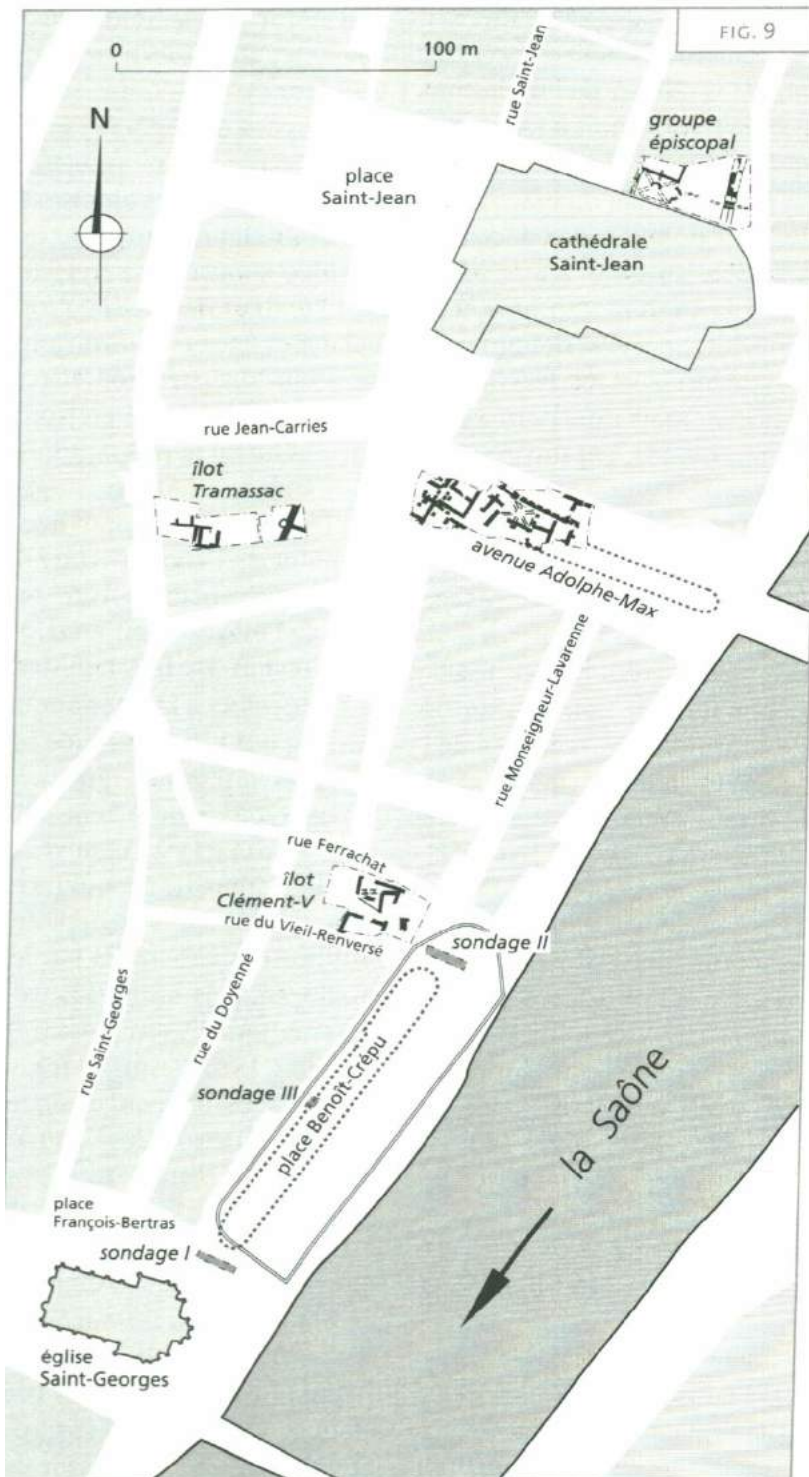 FIG. 9
0
100 m
N
rue Saint-Jean
groupe
épiscopal
place
Saint-Jean
cathédrale
Saint-Jean
rue Jean-Carries
îlot
Tramassac
avenue Adolphe-Max
rue Monseigneur-Lavarenne
rue Ferrachat
îlot
Clément-V
rue du Vieil-Renversé
sondage II
rue Saint-Georges
rue du Doyenné
sondage III
place Benoît-Crépu
la Saône
place
François-Bertras
sondage I
église
Saint-Georges